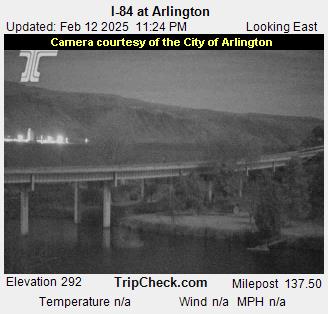 I-84 at Arlington
Updated: Feb 12 2025 11:24 PM Looking East
Camera courtesy of the City of Arlington
Elevation 292 TripCheck.com Milepost 137.50
Temperature n/a Wind n/a MPH n/a